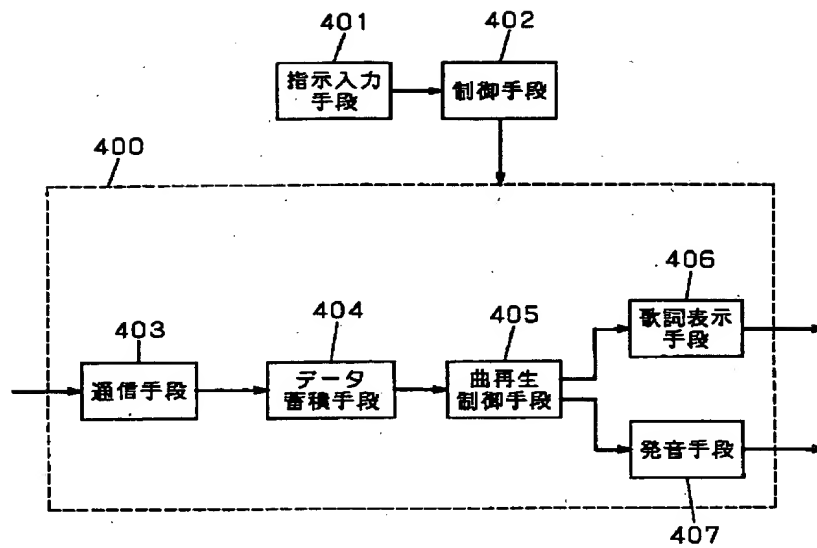 401
402
指示入力
手段
制御手段
400
406
歌詞表示
手段
403
404
405
通信手段
データ
蓄積手段
曲再生
制御手段
発音手段
407